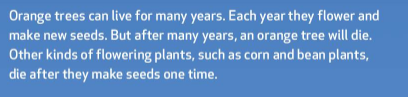 Orange trees can live for many years. Each year they flower and
make new seeds. But after many years, an orange tree will die.
Other kinds of flowering plants, such as corn and bean plants,
die after they make seeds one time.